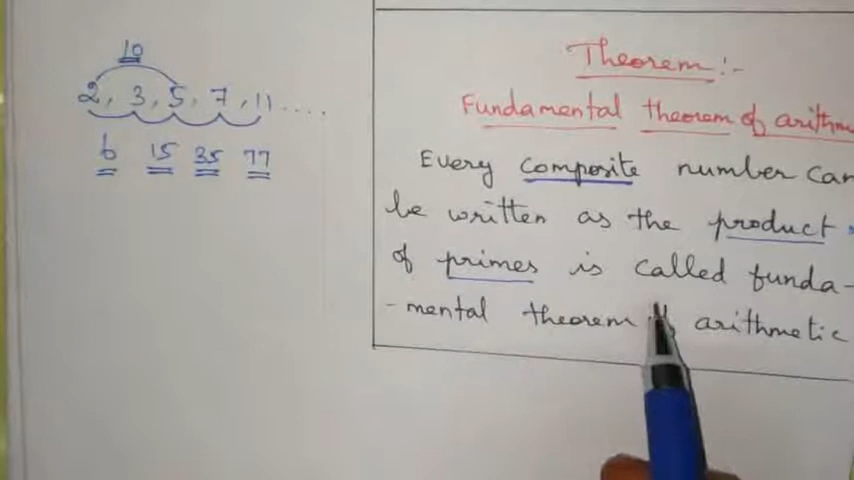 10
2, 3, 5, 7, 11 ....
6 15 35 77
Theorem:-
Fundamental theorem of arithm
Every composite number can
be written as the product
of primes is called funda-
-mental theorem arithmetic